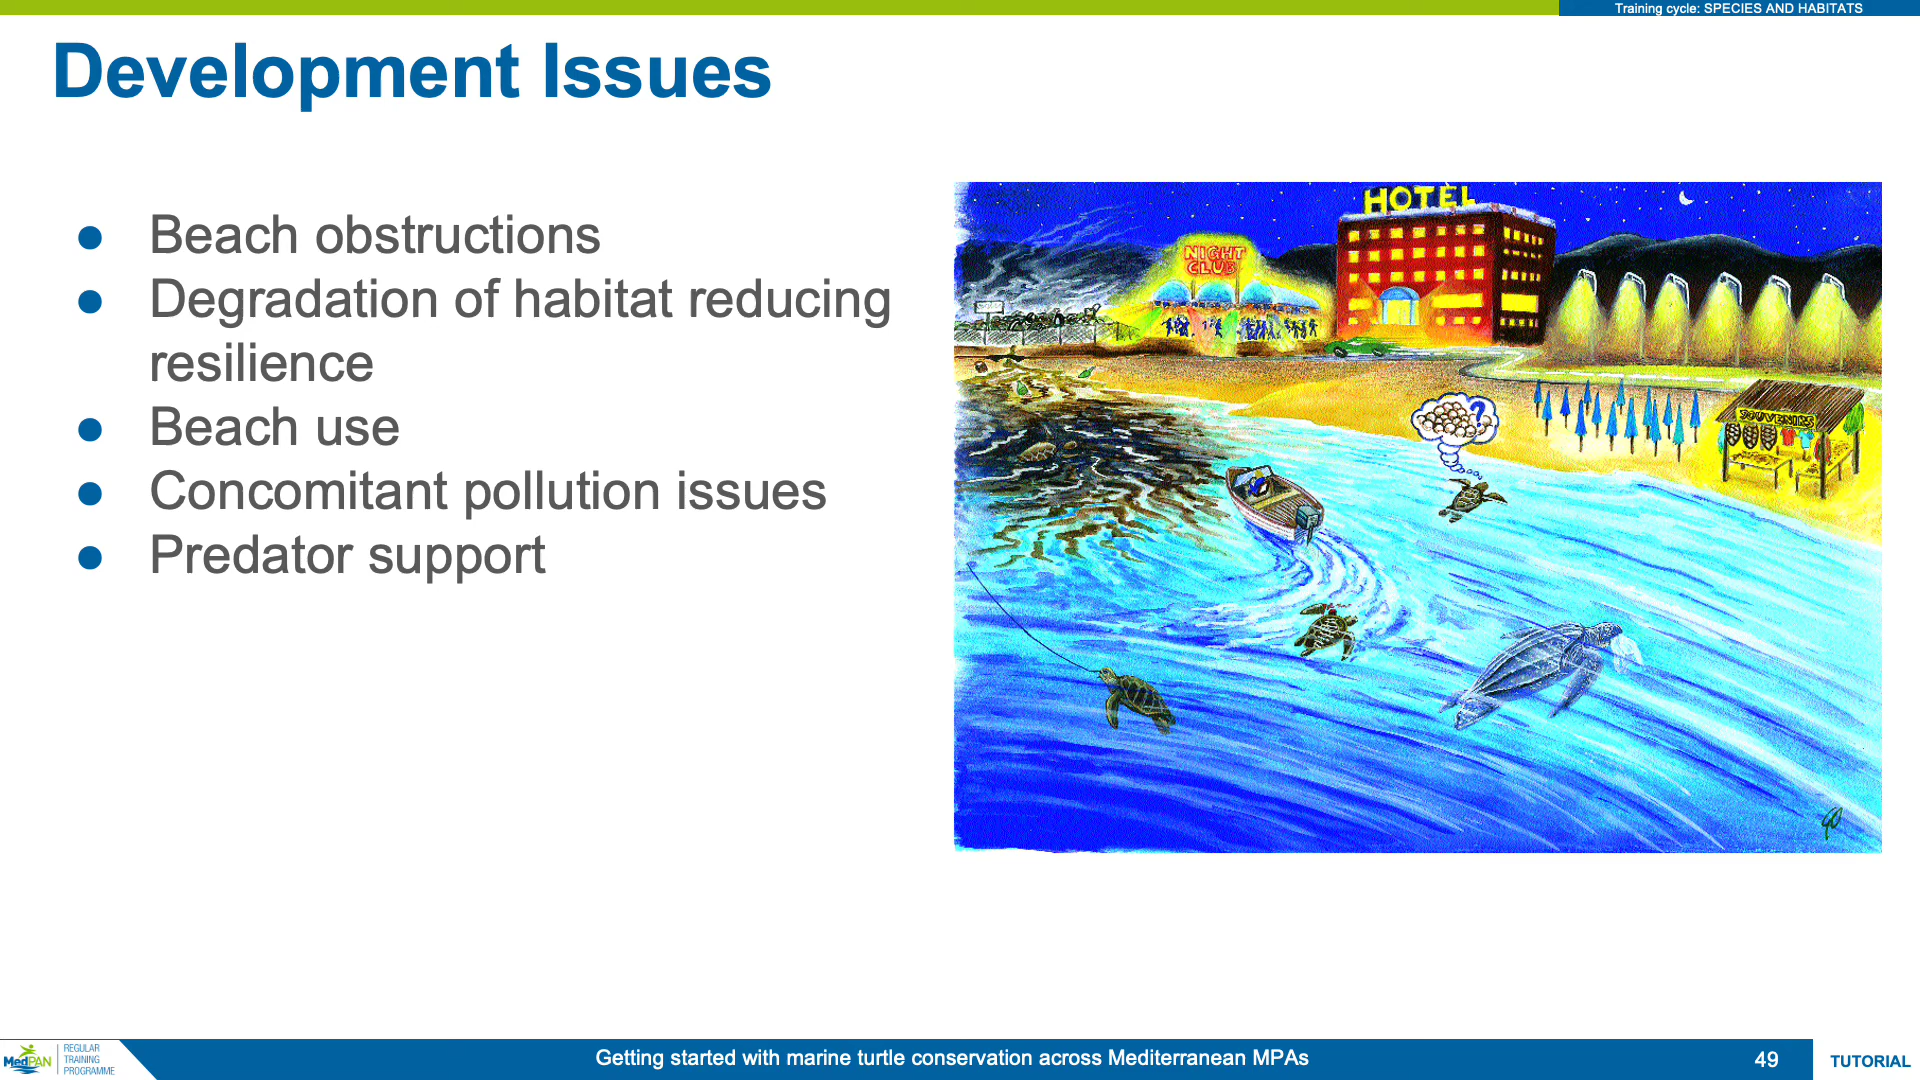 Training cycle: SPECIES AND HABITATS
Development Issues
● Beach obstructions
● Degradation of habitat reducing
resilience
● Beach use
● Concomitant pollution issues
● Predator support
HOTEL
NIGHT
CLUB
?
SOUVENIRS
MedPAN
REGULAR
TRAINING
PROGRAMME
Getting started with marine turtle conservation across Mediterranean MPAs
49
TUTORIAL